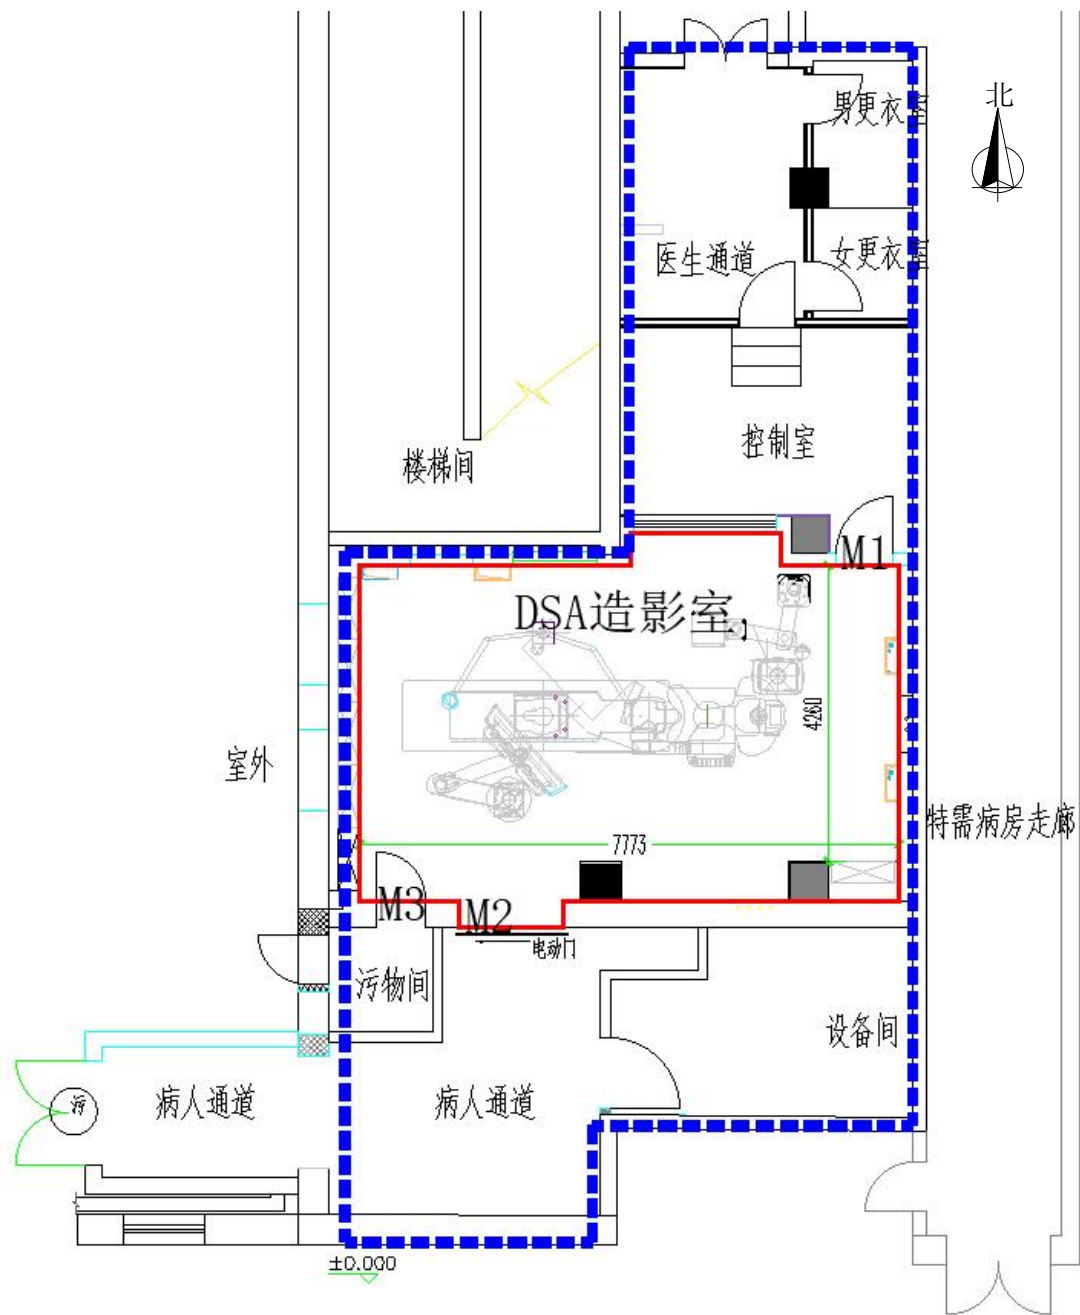 北
男更衣室
医生通道
女更衣室
控制室
楼梯间
M1
DSA造影室
4260
室外
特需病房走廊
7773
M3
M2
电动门
污物间
设备间
污
病人通道
病人通道
±0.000